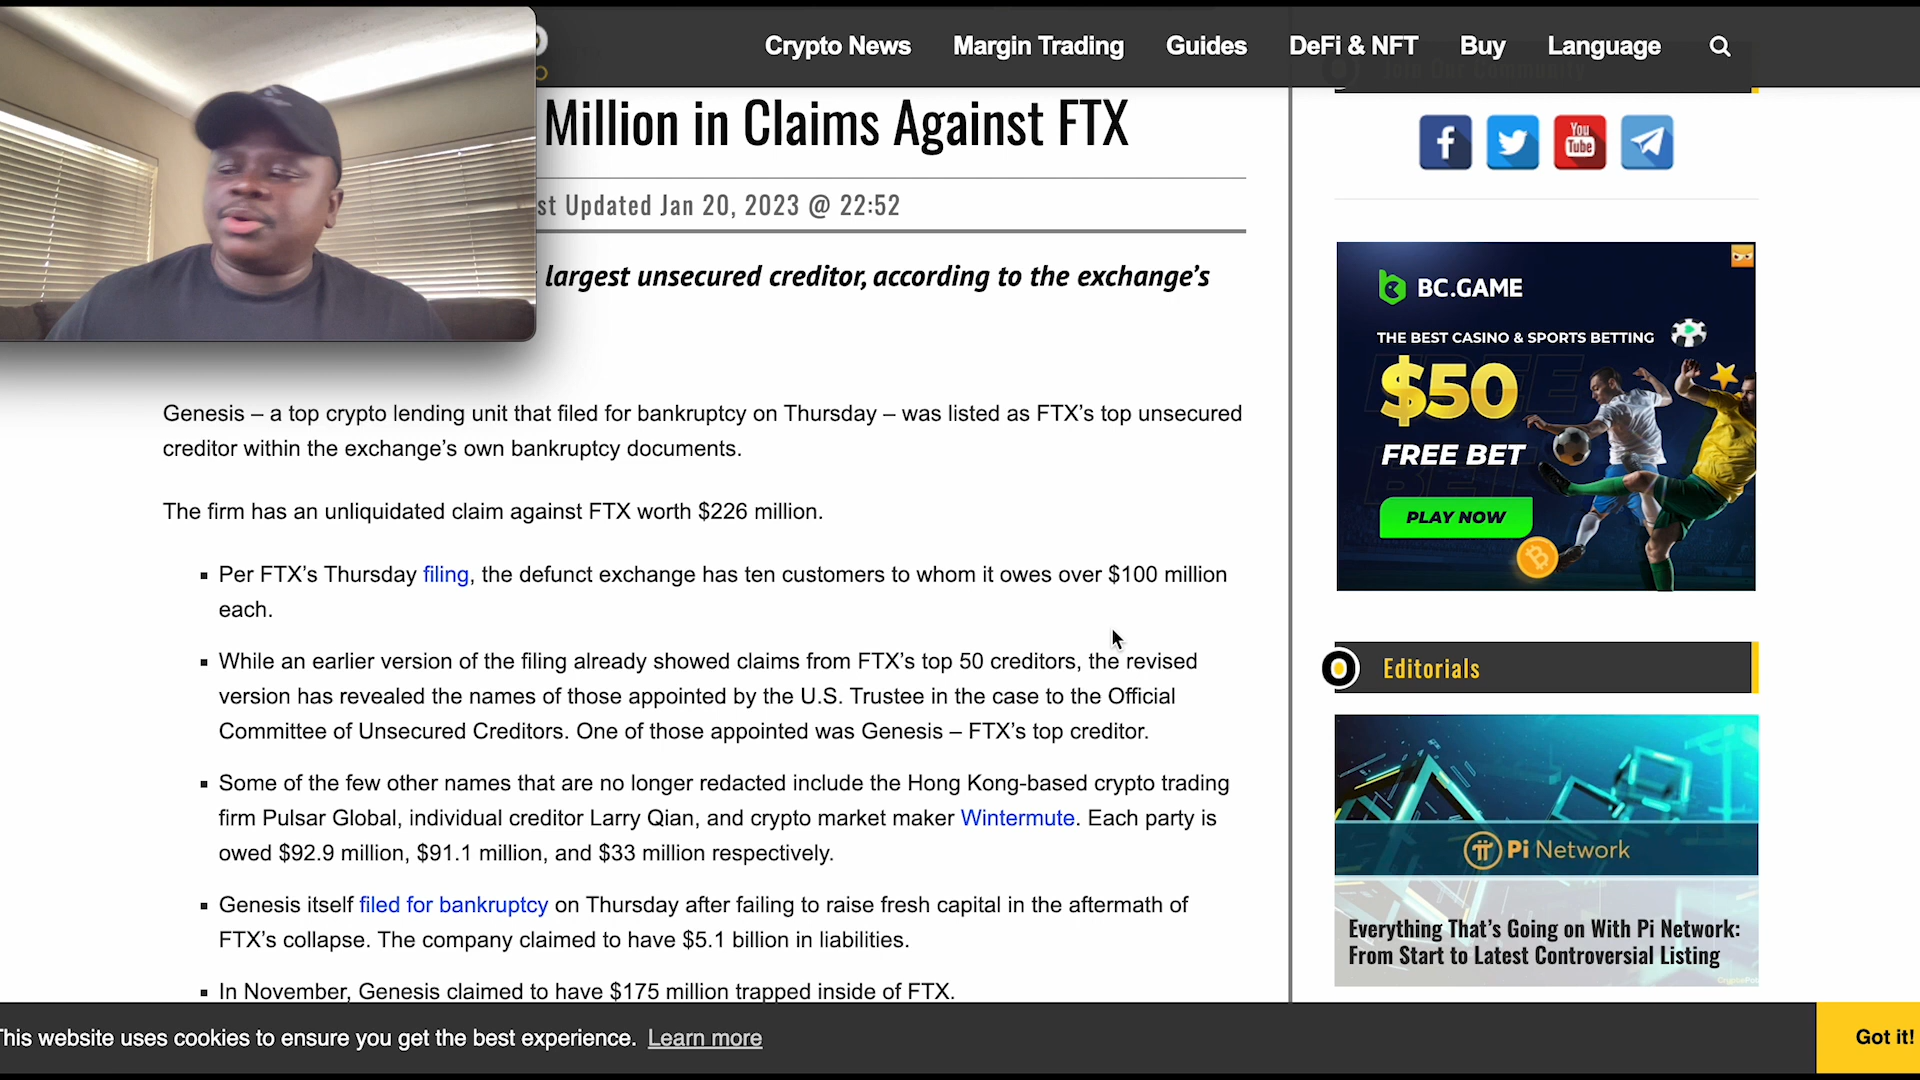 Crypto News Margin Trading Guides DeFi & NFT Buy Language
Million in Claims Against FTX
st Updated Jan 20, 2023 @ 22:52
largest unsecured creditor, according to the exchange’s
Genesis – a top crypto lending unit that filed for bankruptcy on Thursday – was listed as FTX’s top unsecured
creditor within the exchange’s own bankruptcy documents.
The firm has an unliquidated claim against FTX worth $226 million.
▪ Per FTX’s Thursday filing, the defunct exchange has ten customers to whom it owes over $100 million
each.
▪ While an earlier version of the filing already showed claims from FTX’s top 50 creditors, the revised
version has revealed the names of those appointed by the U.S. Trustee in the case to the Official
Committee of Unsecured Creditors. One of those appointed was Genesis – FTX’s top creditor.
▪ Some of the few other names that are no longer redacted include the Hong Kong-based crypto trading
firm Pulsar Global, individual creditor Larry Qian, and crypto market maker Wintermute. Each party is
owed $92.9 million, $91.1 million, and $33 million respectively.
▪ Genesis itself filed for bankruptcy on Thursday after failing to raise fresh capital in the aftermath of
FTX’s collapse. The company claimed to have $5.1 billion in liabilities.
▪ In November, Genesis claimed to have $175 million trapped inside of FTX.
Join Our Community
You
Tube
BC.GAME
THE BEST CASINO & SPORTS BETTING
$50
FREE BET
PLAY NOW
Editorials
Pi Network
Everything That’s Going on With Pi Network:
From Start to Latest Controversial Listing
This website uses cookies to ensure you get the best experience. Learn more
Got it!